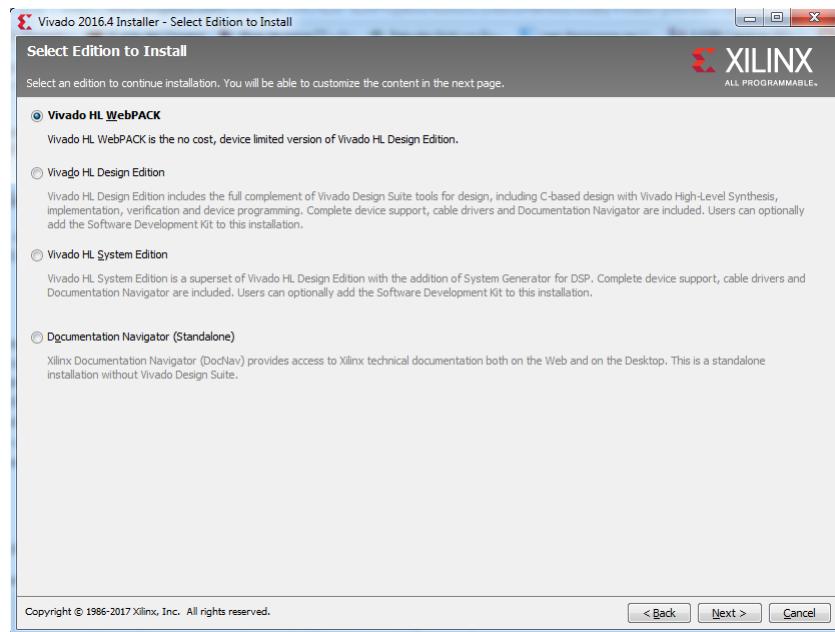 Vivado 2016.4 Installer - Select Edition to Install
Select Edition to Install
Select an edition to continue installation. You will be able to customize the content in the next page.
XILINX
ALL PROGRAMMABLE.
Vivado HL WebPACK
Vivado HL WebPACK is the no cost, device limited version of Vivado HL Design Edition.
Vivado HL Design Edition
Vivado HL Design Edition includes the full complement of Vivado Design Suite tools for design, including C-based design with Vivado High-Level Synthesis,
implementation, verification and device programming. Complete device support, cable drivers and Documentation Navigator are included. Users can optionally
add the Software Development Kit to this installation.
Vivado HL System Edition
Vivado HL System Edition is a superset of Vivado HL Design Edition with the addition of System Generator for DSP. Complete device support, cable drivers and
Documentation Navigator are included. Users can optionally add the Software Development Kit to this installation.
Documentation Navigator (Standalone)
Xilinx Documentation Navigator (DocNav) provides access to Xilinx technical documentation both on the Web and on the Desktop. This is a standalone
installation without Vivado Design Suite.
Copyright © 1986-2017 Xilinx, Inc. All rights reserved.
< Back Next > Cancel